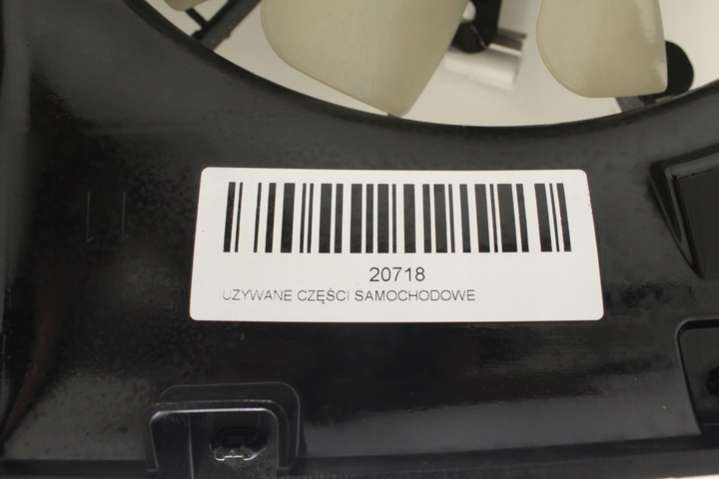 20718
UZYWANE CZĘŚCI SAMOCHODOWE